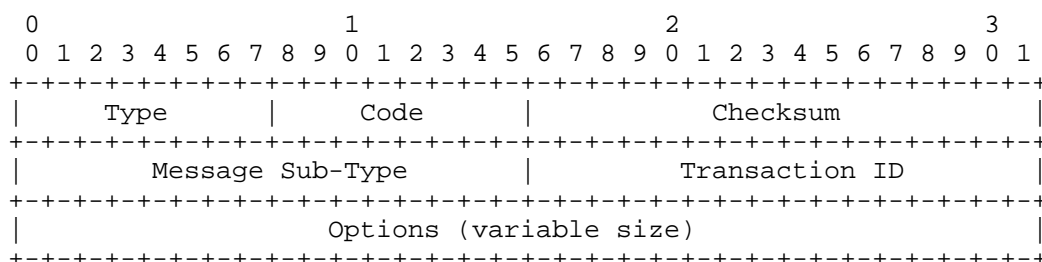 0                   1                   2                   3
0 1 2 3 4 5 6 7 8 9 0 1 2 3 4 5 6 7 8 9 0 1 2 3 4 5 6 7 8 9 0 1
+-+-+-+-+-+-+-+-+-+-+-+-+-+-+-+-+-+-+-+-+-+-+-+-+-+-+-+-+-+-+-+-+
|     Type      |     Code      |           Checksum            |
+-+-+-+-+-+-+-+-+-+-+-+-+-+-+-+-+-+-+-+-+-+-+-+-+-+-+-+-+-+-+-+-+
|        Message Sub-Type       |         Transaction ID        |
+-+-+-+-+-+-+-+-+-+-+-+-+-+-+-+-+-+-+-+-+-+-+-+-+-+-+-+-+-+-+-+-+
|                   Options (variable size)                     |
+-+-+-+-+-+-+-+-+-+-+-+-+-+-+-+-+-+-+-+-+-+-+-+-+-+-+-+-+-+-+-+-+